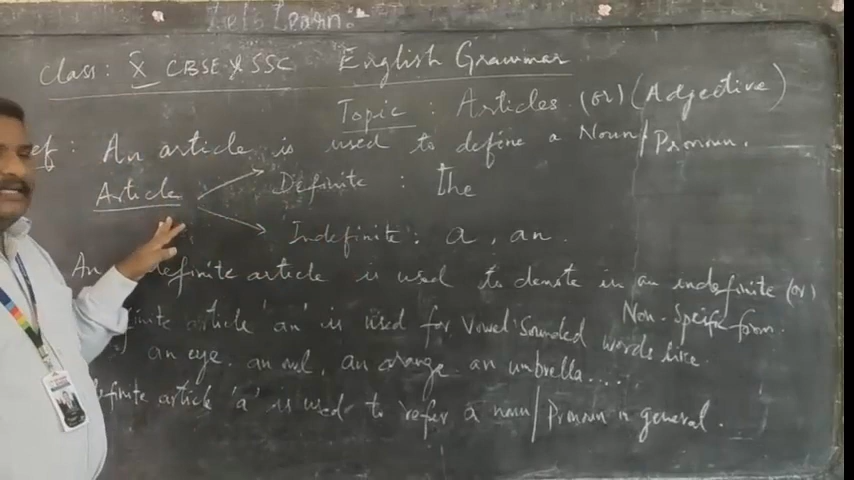 Let's Learn:
Class: X CBSE & SSC English Grammar
Topic : Articles (or) (Adjective)
ef : An article is used to define a Noun/Pronoun.
Article
Definite : The
Indefinite : a, an.
An definite article is used to denote in an indefinite (or)
Non-Specific form.
finite article 'an' is used for Vowel Sounded words like
an eye. an owl, an orange. an umbrella....
definite article 'a' is used to refer a noun/Pronoun in general.